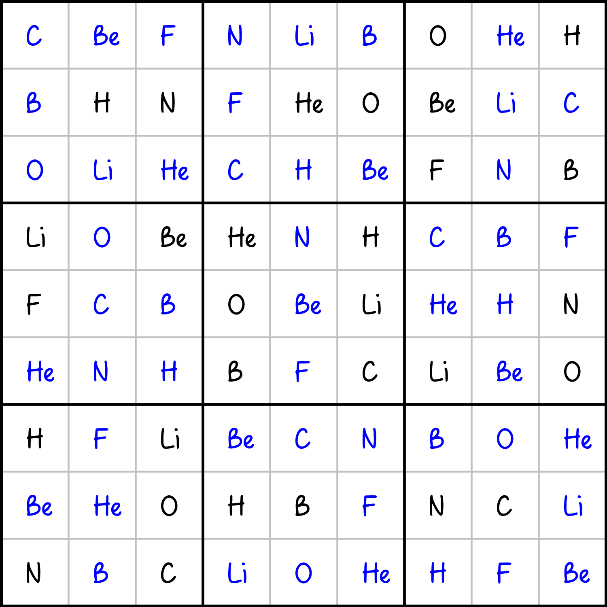 C Be F N Li B O He H
B H N F He O Be Li C
O Li He C H Be F N B
Li O Be He N H C B F
F C B O Be Li He H N
He N H B F C Li Be O
H F Li Be C N B O He
Be He O H B F N C Li
N B C Li O He H F Be